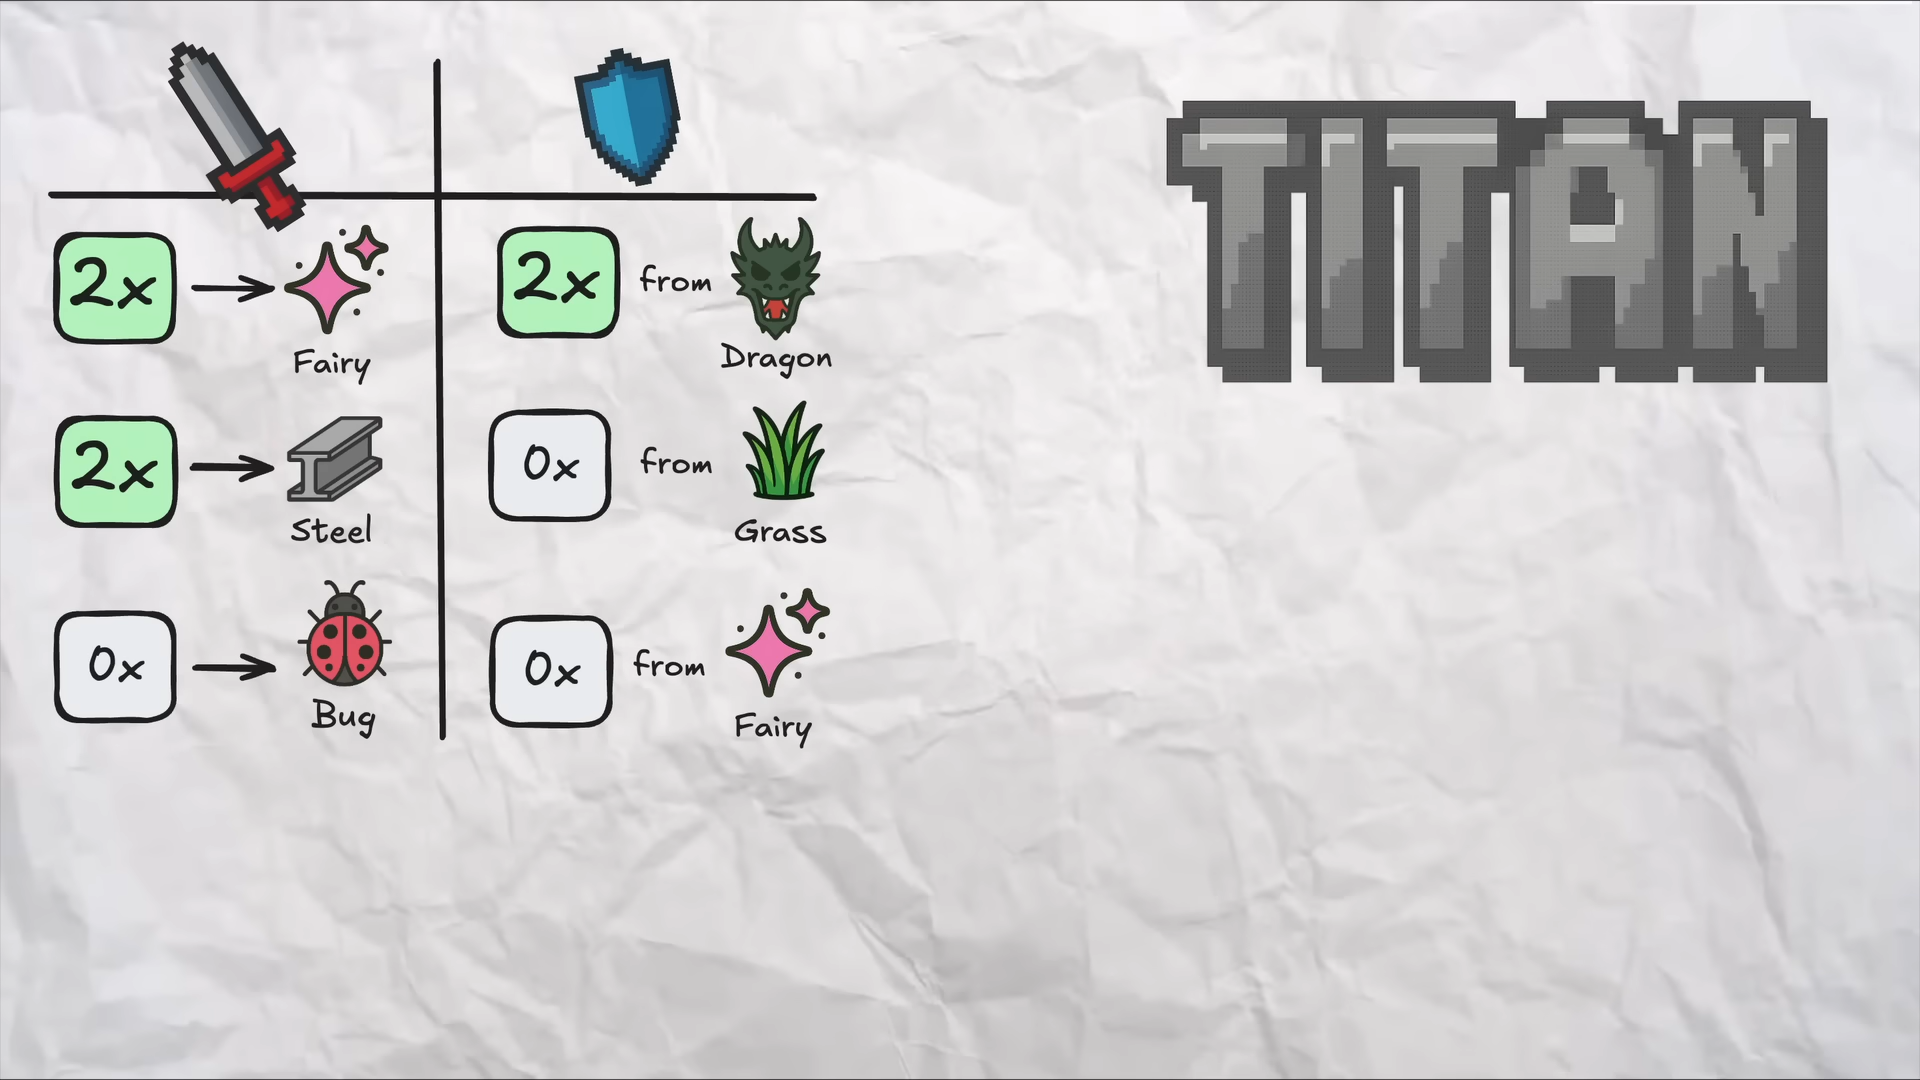 TITAN
2x → Fairy
2x → Steel
0x → Bug
2x from Dragon
0x from Grass
0x from Fairy